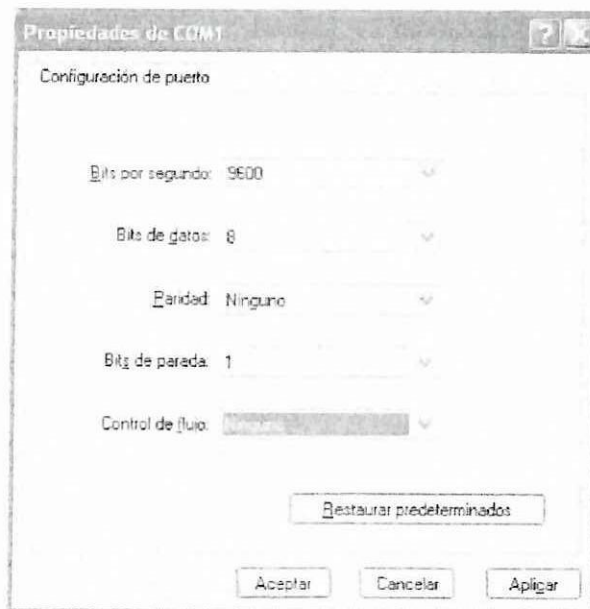 Propiedades de COM1
Configuración de puerto
Bits por segundo: 9600
Bits de datos: 8
Paridad: Ninguno
Bits de parada: 1
Control de flujo:
Restaurar predeterminados
Aceptar Cancelar Aplicar